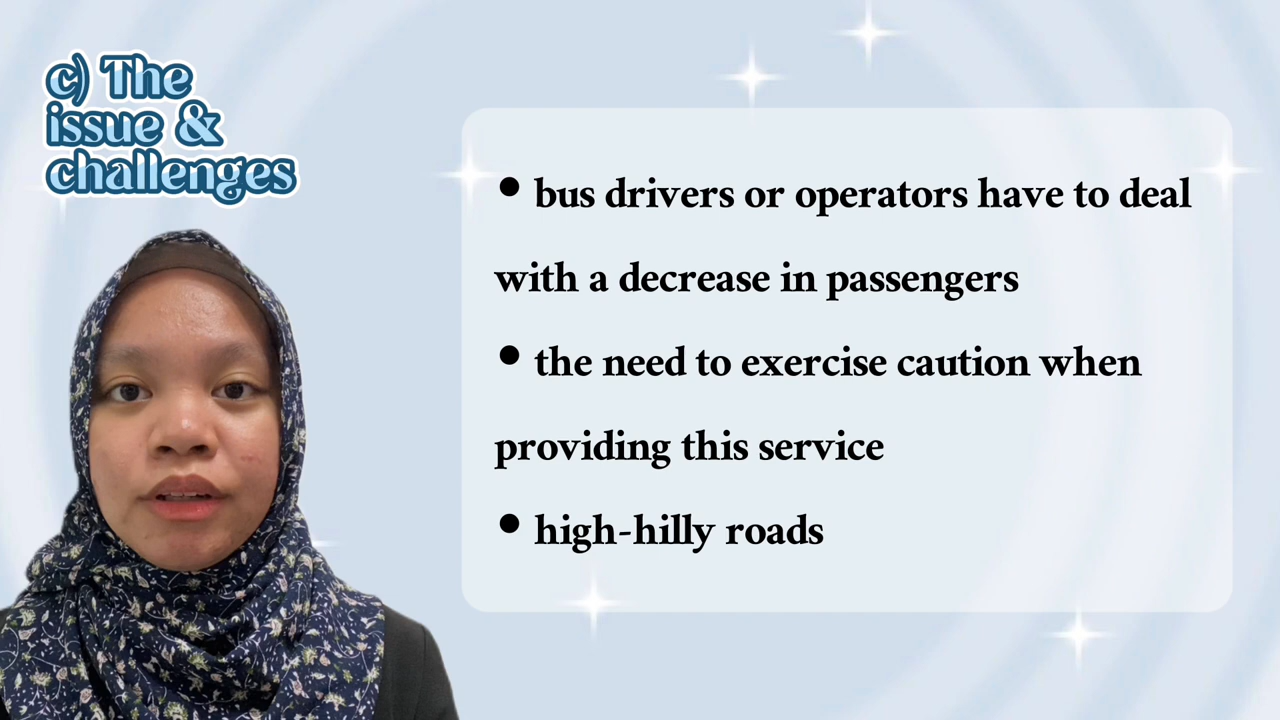 c) The
issue &
challenges
• bus drivers or operators have to deal
with a decrease in passengers
• the need to exercise caution when
providing this service
• high-hilly roads